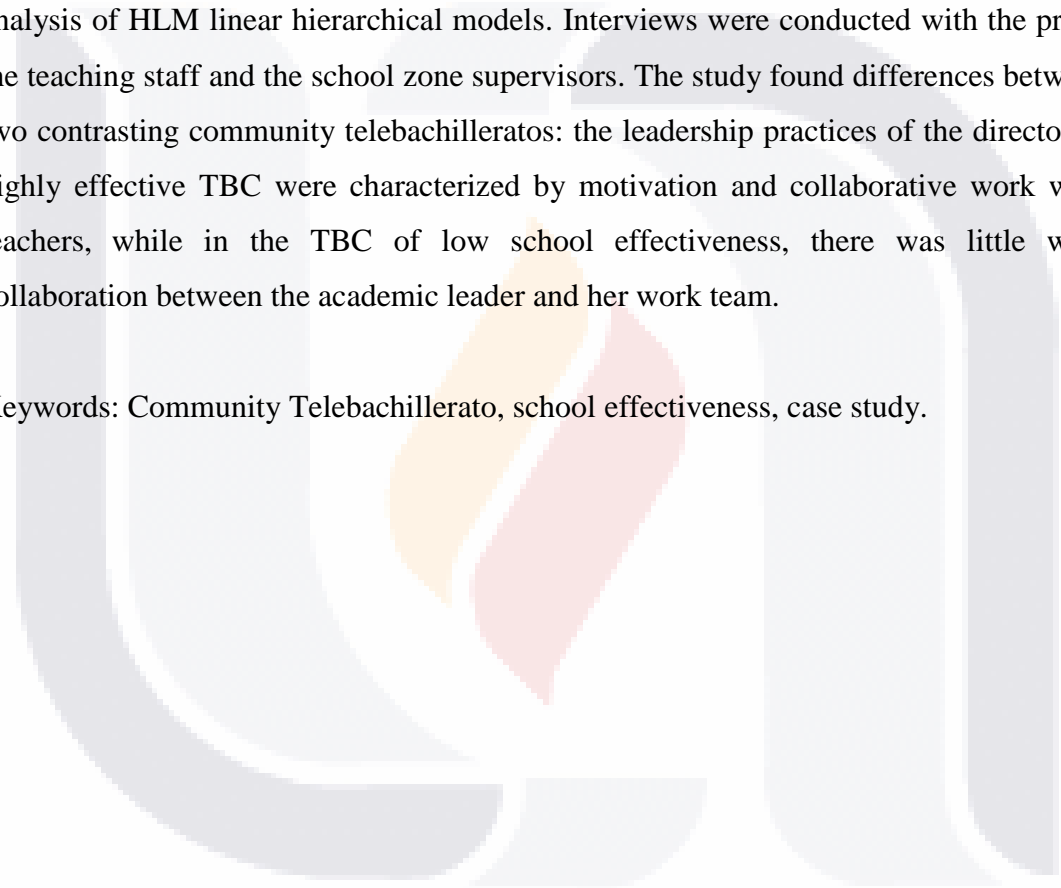 nalysis of HLM linear hierarchical models. Interviews were conducted with the pr
he teaching staff and the school zone supervisors. The study found differences betw
wo contrasting community telebachilleratos: the leadership practices of the directo
ighly effective TBC were characterized by motivation and collaborative work w
eachers, while in the TBC of low school effectiveness, there was little w
ollaboration between the academic leader and her work team.
Keywords: Community Telebachillerato, school effectiveness, case study.